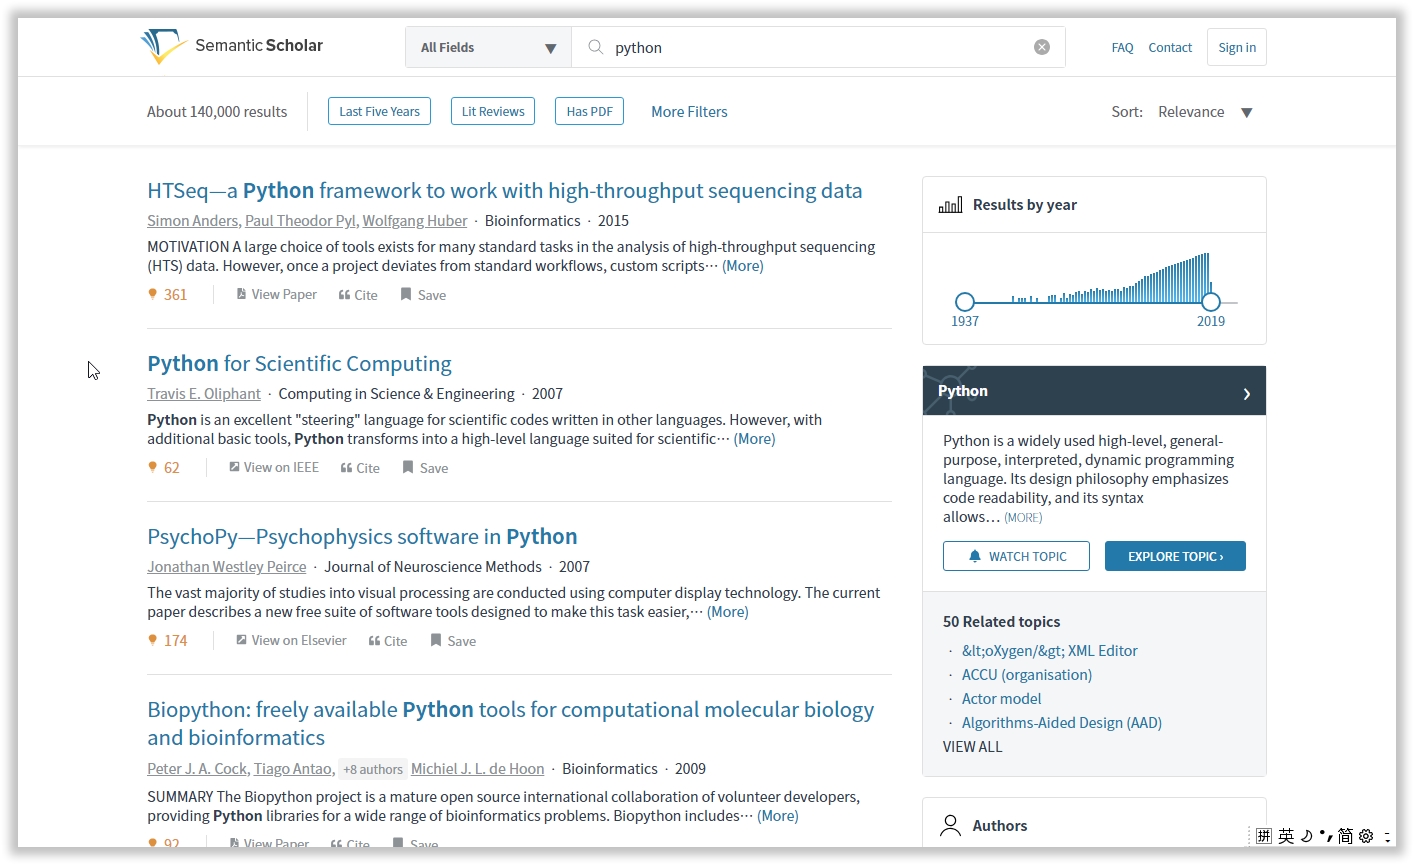 Semantic Scholar
All Fields
python
FAQ Contact Sign in
About 140,000 results
Last Five Years Lit Reviews Has PDF More Filters
Sort: Relevance
HTSeq—a Python framework to work with high-throughput sequencing data
Simon Anders, Paul Theodor Pyl, Wolfgang Huber · Bioinformatics · 2015
MOTIVATION A large choice of tools exists for many standard tasks in the analysis of high-throughput sequencing
(HTS) data. However, once a project deviates from standard workflows, custom scripts… (More)
361 View Paper Cite Save
Python for Scientific Computing
Travis E. Oliphant · Computing in Science & Engineering · 2007
Python is an excellent "steering" language for scientific codes written in other languages. However, with
additional basic tools, Python transforms into a high-level language suited for scientific… (More)
62 View on IEEE Cite Save
PsychoPy—Psychophysics software in Python
Jonathan Westley Peirce · Journal of Neuroscience Methods · 2007
The vast majority of studies into visual processing are conducted using computer display technology. The current
paper describes a new free suite of software tools designed to make this task easier,… (More)
174 View on Elsevier Cite Save
Biopython: freely available Python tools for computational molecular biology
and bioinformatics
Peter J. A. Cock, Tiago Antao, +8 authors Michiel J. L. de Hoon · Bioinformatics · 2009
SUMMARY The Biopython project is a mature open source international collaboration of volunteer developers,
providing Python libraries for a wide range of bioinformatics problems. Biopython includes… (More)
92 View Paper Cite Save
Results by year
1937 2019
Python
Python is a widely used high-level, general-
purpose, interpreted, dynamic programming
language. Its design philosophy emphasizes
code readability, and its syntax
allows… (MORE)
WATCH TOPIC EXPLORE TOPIC ›
50 Related topics
· &lt;oXygen/&gt; XML Editor
· ACCU (organisation)
· Actor model
· Algorithms-Aided Design (AAD)
VIEW ALL
Authors
拼 英 简